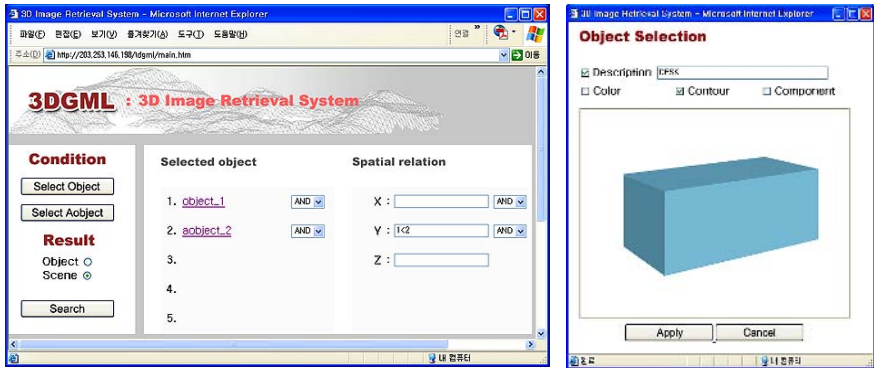 3D Image Retrieval System - Microsoft Internet Explorer
파일(F) 편집(E) 보기(V) 즐겨찾기(A) 도구(T) 도움말(H)
연결 »
주소(D) http://203.253.146.198/tdgml/main.htm
이동
3DGML : 3D Image Retrieval System
Condition
Select Object
Select Aobject
Result
Object
Scene
Search
Selected object
Spatial relation
1. object_1 AND X : AND
2. aobject_2 AND Y : 1<2 AND
3. Z :
4.
5.
내 컴퓨터
3D Image Retrieval System - Microsoft Internet Explorer
Object Selection
Description DESK
Color Contour Component
Apply Cancel
완료
내 컴퓨터